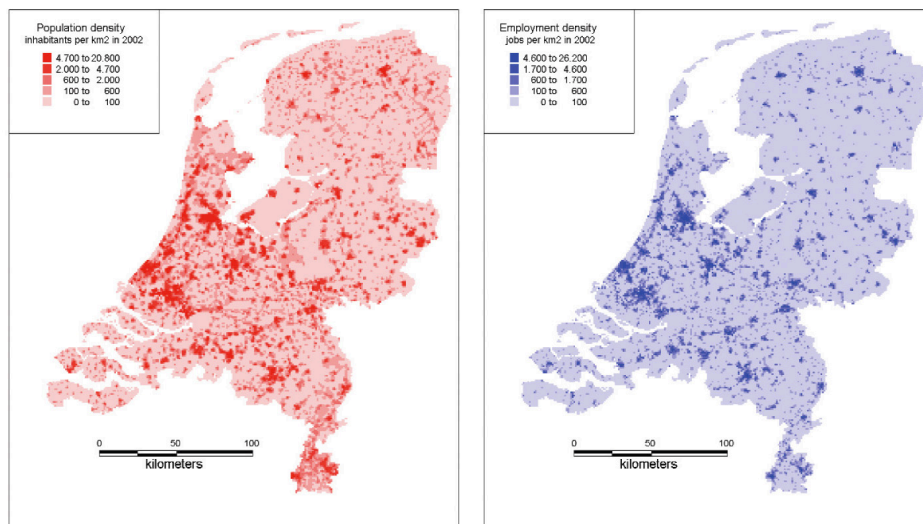 Population density
inhabitants per km2 in 2002
4.700 to 20.800
2.000 to 4.700
600 to 2.000
100 to 600
0 to 100
0 50 100
kilometers
Employment density
jobs per km2 in 2002
4.600 to 26.200
1.700 to 4.600
600 to 1.700
100 to 600
0 to 100
0 50 100
kilometers